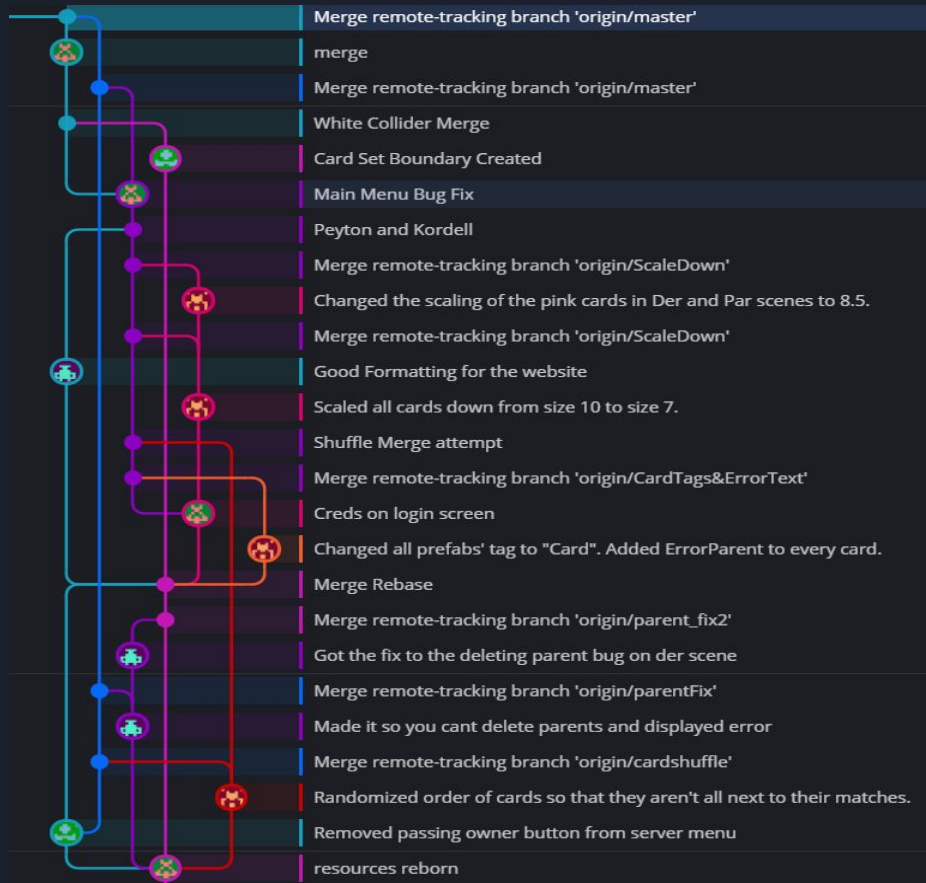 Merge remote-tracking branch 'origin/master'
merge
Merge remote-tracking branch 'origin/master'
White Collider Merge
Card Set Boundary Created
Main Menu Bug Fix
Peyton and Kordell
Merge remote-tracking branch 'origin/ScaleDown'
Changed the scaling of the pink cards in Der and Par scenes to 8.5.
Merge remote-tracking branch 'origin/ScaleDown'
Good Formatting for the website
Scaled all cards down from size 10 to size 7.
Shuffle Merge attempt
Merge remote-tracking branch 'origin/CardTags&ErrorText'
Creds on login screen
Changed all prefabs' tag to "Card". Added ErrorParent to every card.
Merge Rebase
Merge remote-tracking branch 'origin/parent_fix2'
Got the fix to the deleting parent bug on der scene
Merge remote-tracking branch 'origin/parentFix'
Made it so you cant delete parents and displayed error
Merge remote-tracking branch 'origin/cardshuffle'
Randomized order of cards so that they aren't all next to their matches.
Removed passing owner button from server menu
resources reborn